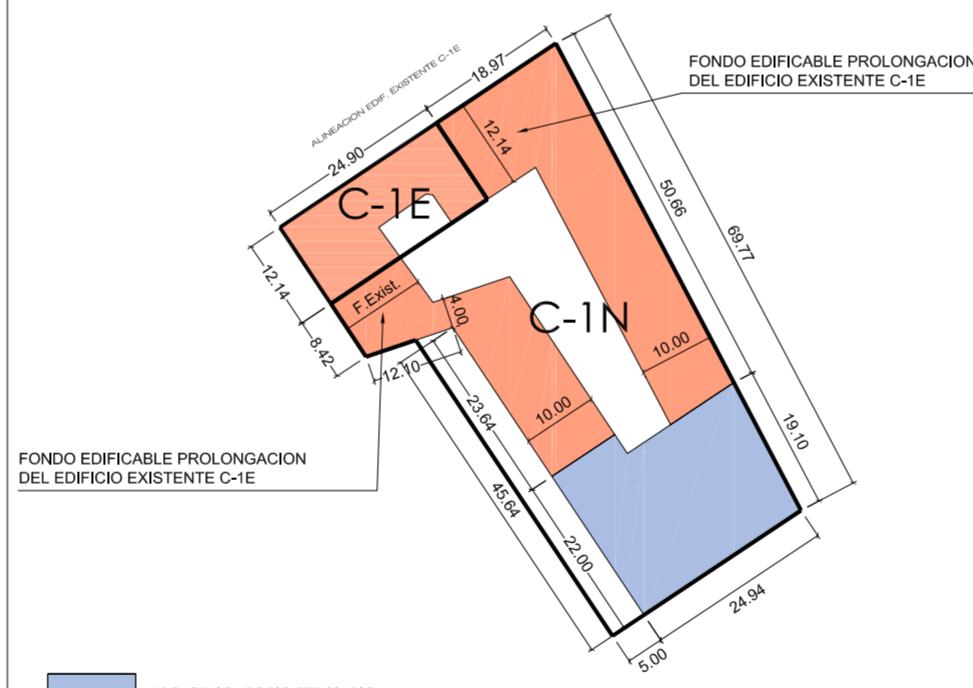 FONDO EDIFICABLE PROLONGACION
DEL EDIFICIO EXISTENTE C-1E
ALINEACION EDIF. EXISTENTE C-1E
18.97
24.90
12.14
C-1E
50.66
69.77
12.14
F.Exist.
4.00
C-1N
8.42
12.10
10.00
10.00
23.64
19.10
FONDO EDIFICABLE PROLONGACION
DEL EDIFICIO EXISTENTE C-1E
45.64
22.00
24.94
5.00